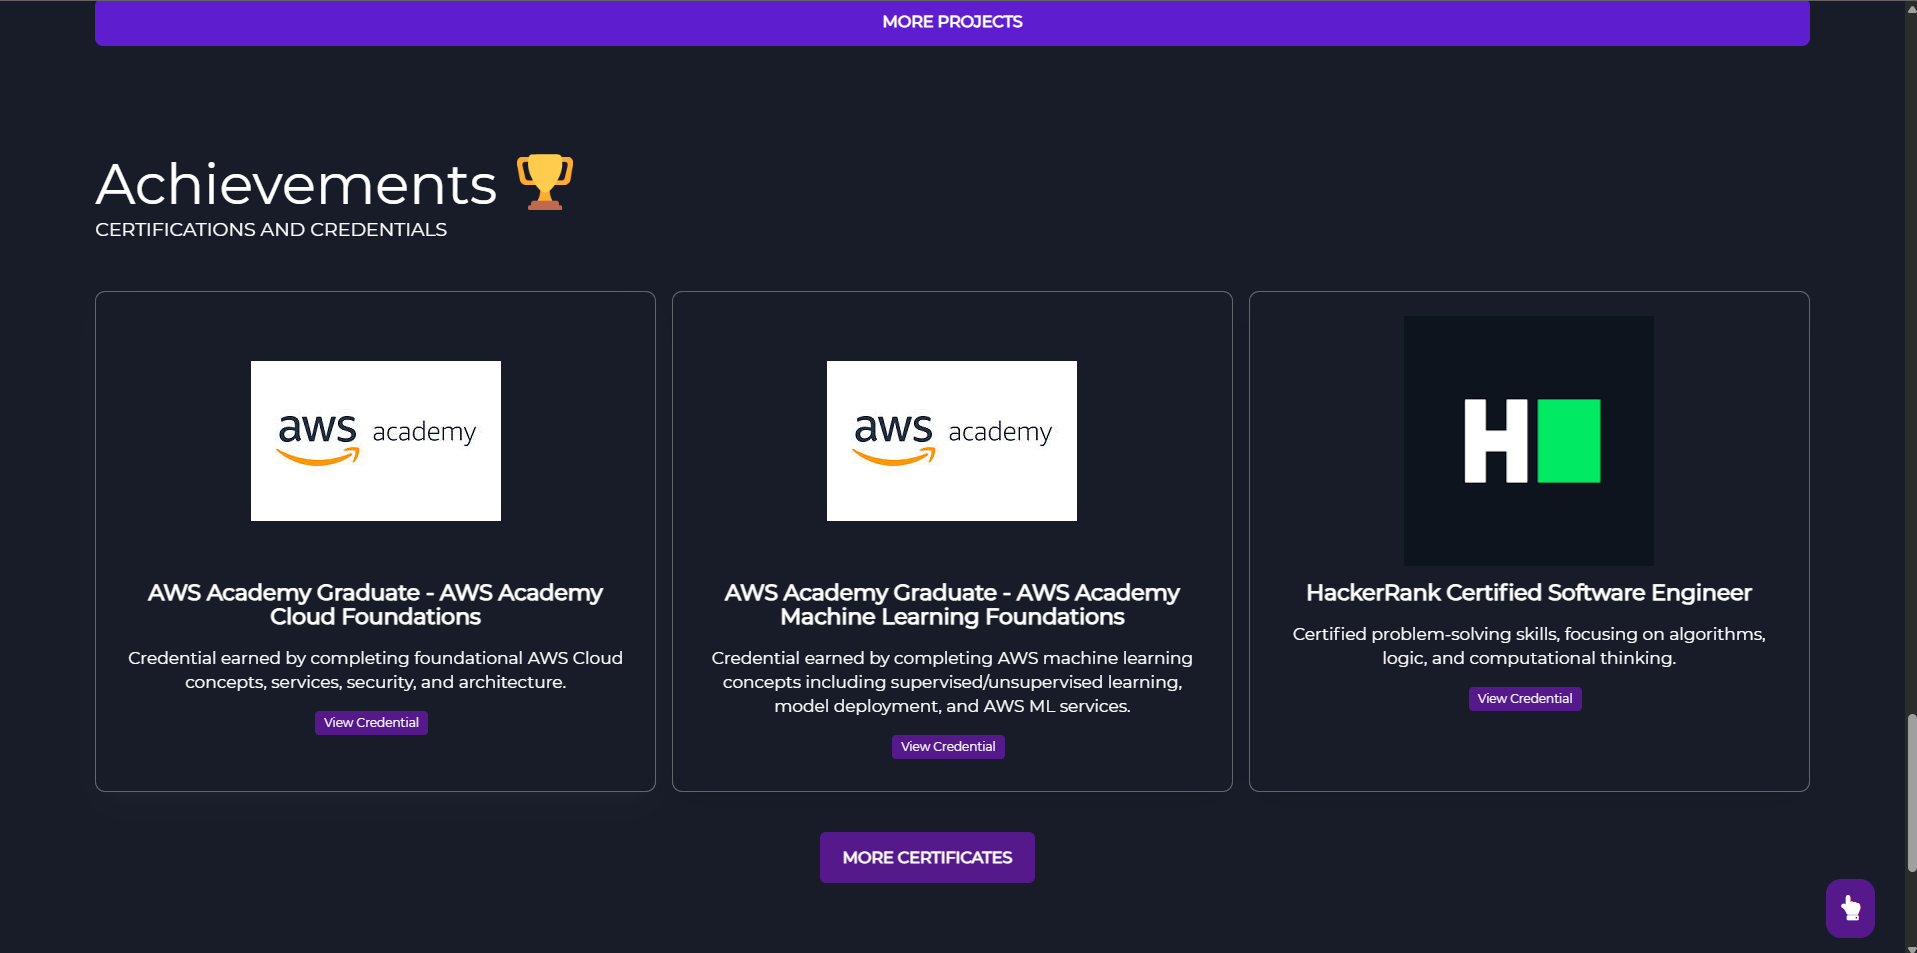 MORE PROJECTS
Achievements
CERTIFICATIONS AND CREDENTIALS
aws academy
AWS Academy Graduate - AWS Academy
Cloud Foundations
Credential earned by completing foundational AWS Cloud
concepts, services, security, and architecture.
View Credential
aws academy
AWS Academy Graduate - AWS Academy
Machine Learning Foundations
Credential earned by completing AWS machine learning
concepts including supervised/unsupervised learning,
model deployment, and AWS ML services.
View Credential
H
HackerRank Certified Software Engineer
Certified problem-solving skills, focusing on algorithms,
logic, and computational thinking.
View Credential
MORE CERTIFICATES